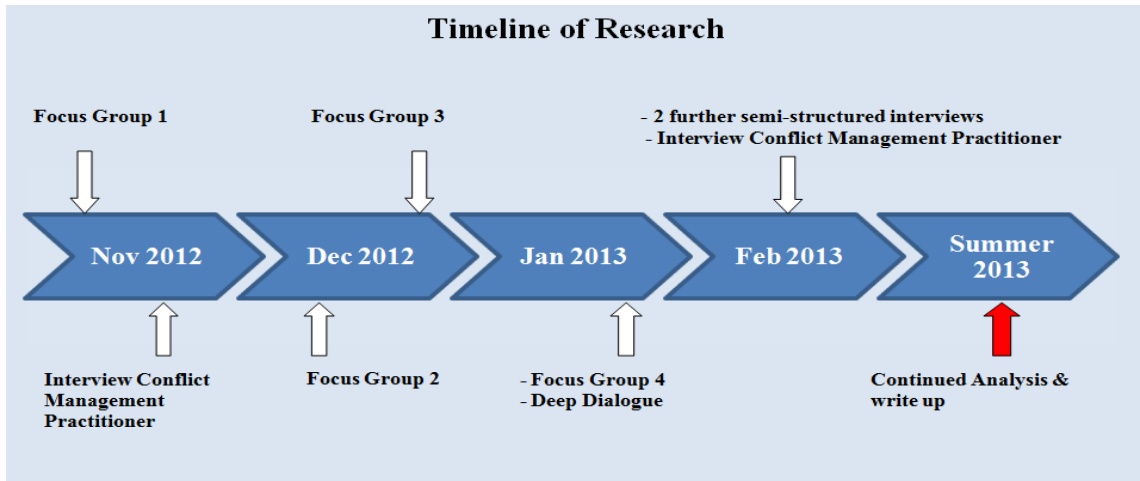 Timeline of Research
Focus Group 1
Focus Group 3
- 2 further semi-structured interviews
- Interview Conflict Management Practitioner
Nov 2012
Dec 2012
Jan 2013
Feb 2013
Summer
2013
Interview Conflict
Management
Practitioner
Focus Group 2
- Focus Group 4
- Deep Dialogue
Continued Analysis &
write up